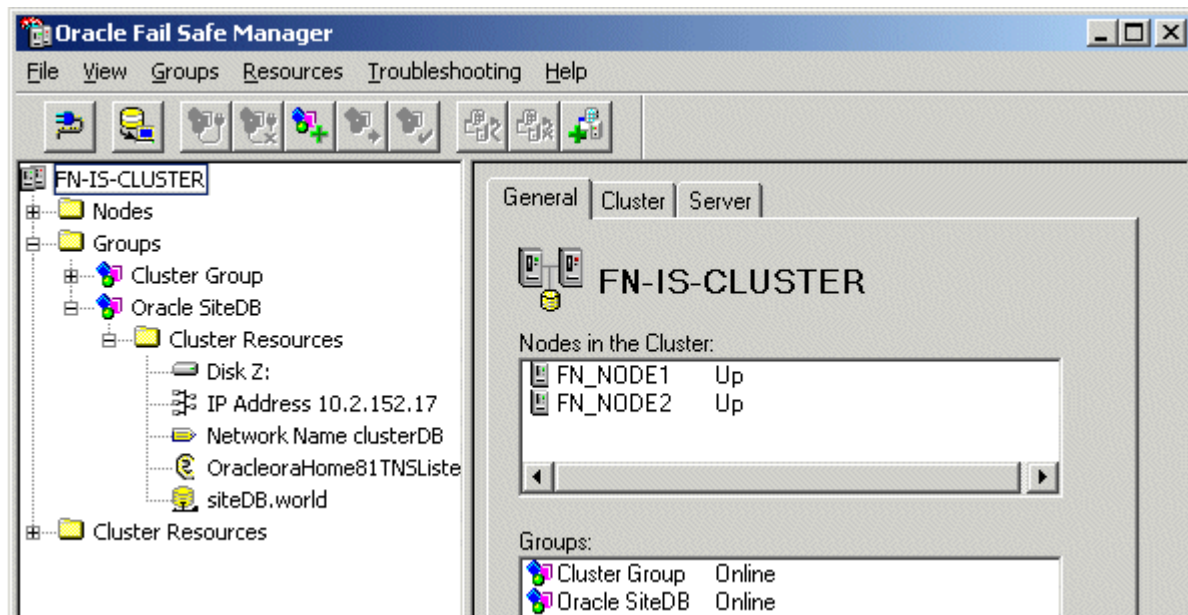 Oracle Fail Safe Manager
File View Groups Resources Troubleshooting Help
FN-IS-CLUSTER
Nodes
Groups
Cluster Group
Oracle SiteDB
Cluster Resources
Disk Z:
IP Address 10.2.152.17
Network Name clusterDB
OracleoraHome81TNSListe
siteDB.world
Cluster Resources
General Cluster Server
FN-IS-CLUSTER
Nodes in the Cluster:
FN_NODE1 Up
FN_NODE2 Up
Groups:
Cluster Group Online
Oracle SiteDB Online